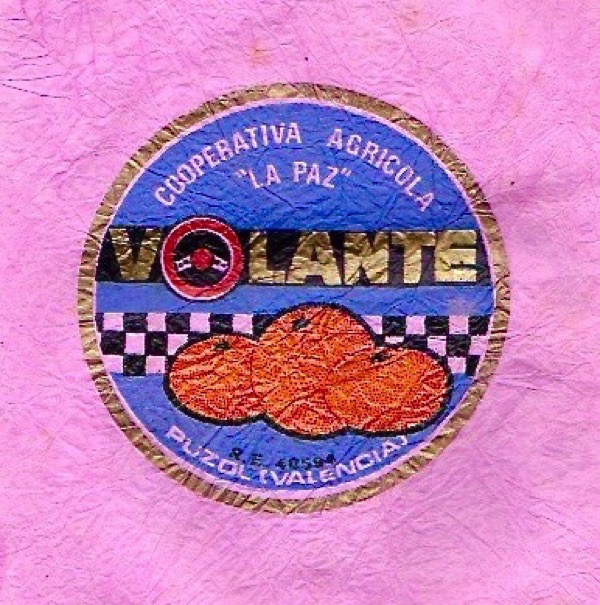 COOPERATIVA AGRICOLA
"LA PAZ"
VOLANTE
R.E. 40594
PUZOL (VALENCIA)